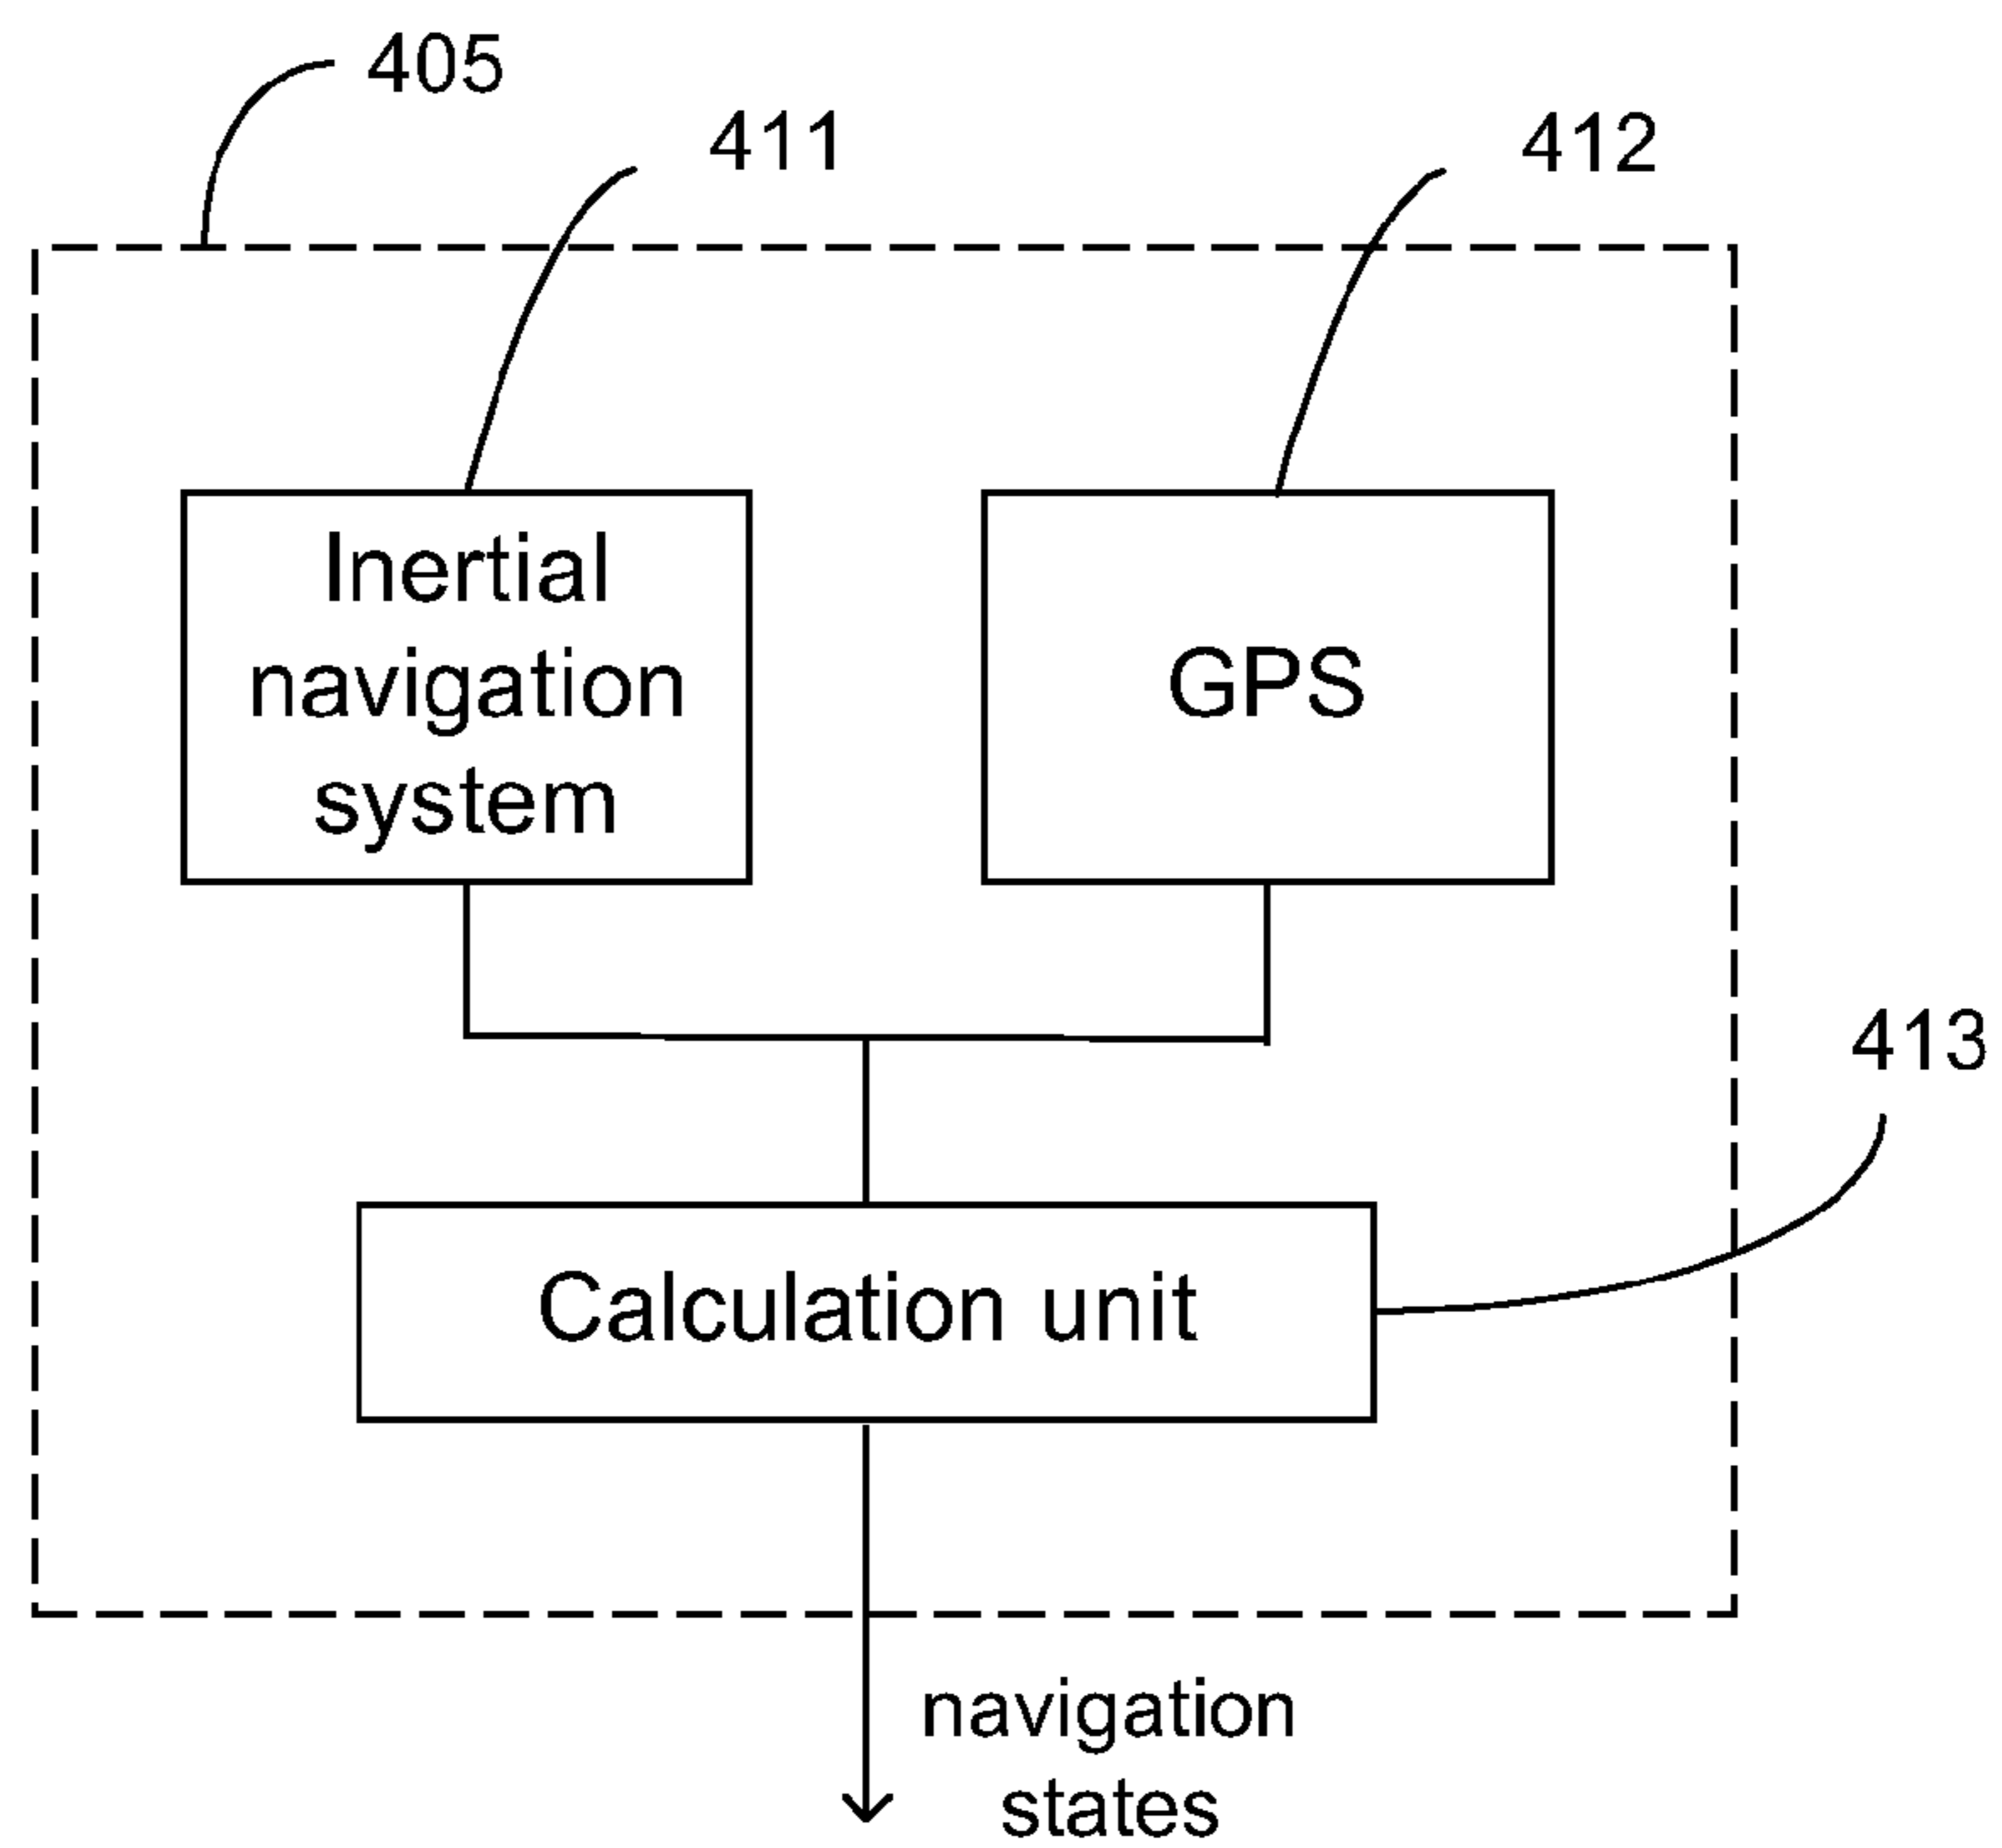 405
411
412
Inertial
navigation
system
GPS
413
Calculation unit
navigation
states